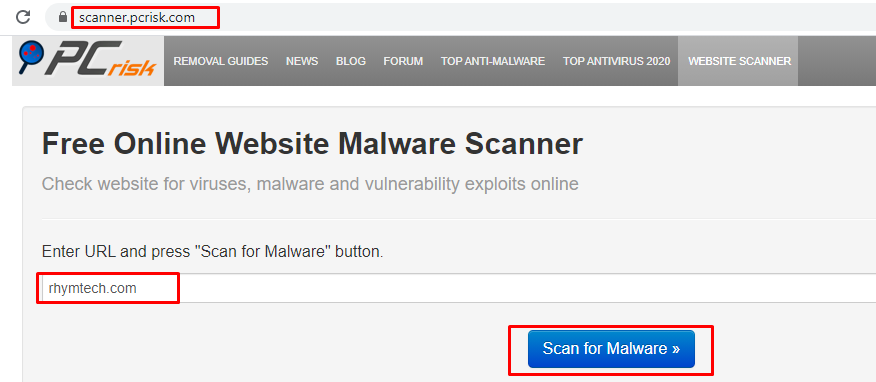 scanner.pcrisk.com
PCrisk REMOVAL GUIDES NEWS BLOG FORUM TOP ANTI-MALWARE TOP ANTIVIRUS 2020 WEBSITE SCANNER
Free Online Website Malware Scanner
Check website for viruses, malware and vulnerability exploits online
Enter URL and press "Scan for Malware" button.
rhymtech.com
Scan for Malware »